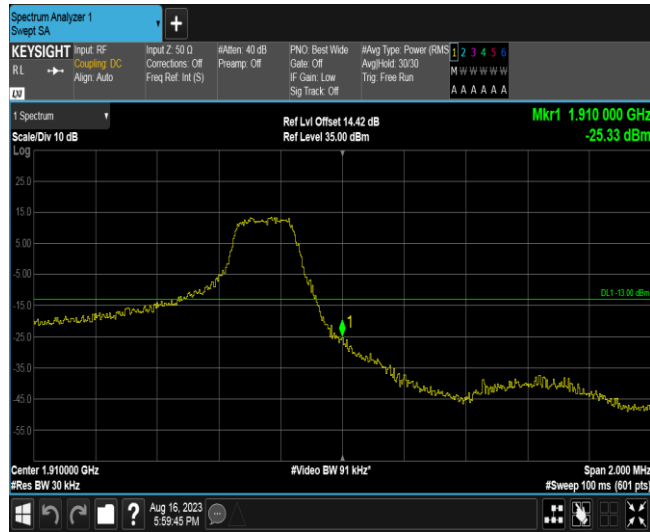 Spectrum Analyzer 1
Swept SA
+
KEYSIGHT
RL
LXI
Input: RF
Coupling: DC
Align: Auto
Input Z: 50 Ω
Corrections: Off
Freq Ref: Int (S)
#Atten: 40 dB
Preamp: Off
PNO: Best Wide
Gate: Off
IF Gain: Low
Sig Track: Off
#Avg Type: Power (RMS
Avg|Hold: 30/30
Trig: Free Run
1 2 3 4 5 6
M W W W W W
A A A A A A
1 Spectrum
Scale/Div 10 dB
Log
Ref Lvl Offset 14.42 dB
Ref Level 35.00 dBm
Mkr1 1.910 000 GHz
-25.33 dBm
25.0
15.0
5.00
-5.00
-15.0
-25.0
-35.0
-45.0
-55.0
DL1 -13.00 dBm
1
Center 1.910000 GHz
#Res BW 30 kHz
#Video BW 91 kHz*
Span 2.000 MHz
#Sweep 100 ms (601 pts)
?
Aug 16, 2023
5:59:45 PM